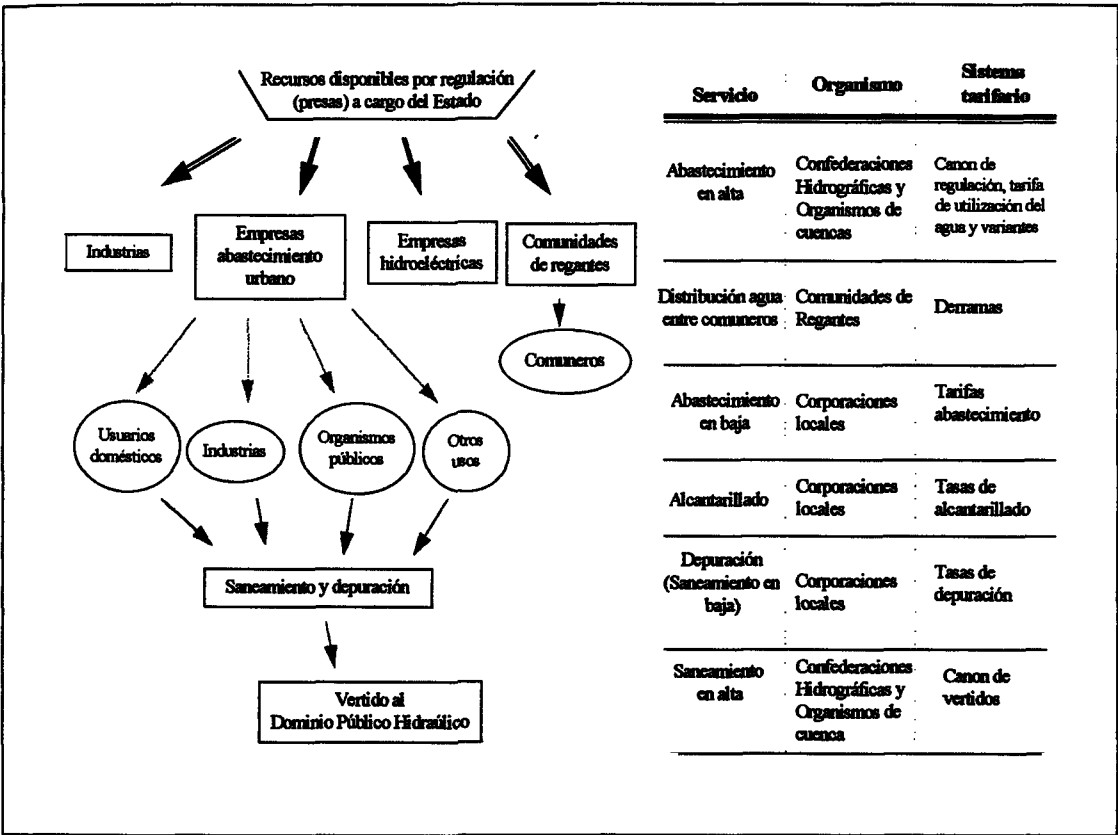 Recursos disponibles por regulación
(presas) a cargo del Estado
Industrias
Empresas
abastecimiento
urbano
Empresas
hidroeléctricas
Comunidades
de regantes
Comuneros
Usuarios
domésticos
Industrias
Organismos
públicos
Otros
usos
Saneamiento y depuración
Vertido al
Dominio Público Hidraúlico
Servicio
Organismo
Sistema
tarifario
Abastecimiento
en alta
Confederaciones
Hidrográficas y
Organismos de
cuencas
Canon de
regulación, tarifa
de utilización del
agua y variantes
Distribución agua
entre comuneros
Comunidades de
Regantes
Derramas
Abastecimiento
en baja
Corporaciones
locales
Tarifas
abastecimiento
Alcantarillado
Corporaciones
locales
Tasas de
alcantarillado
Depuración
(Saneamiento en
baja)
Corporaciones
locales
Tasas de
depuración
Saneamiento
en alta
Confederaciones
Hidrográficas y
Organismos de
cuenca
Canon de
vertidos